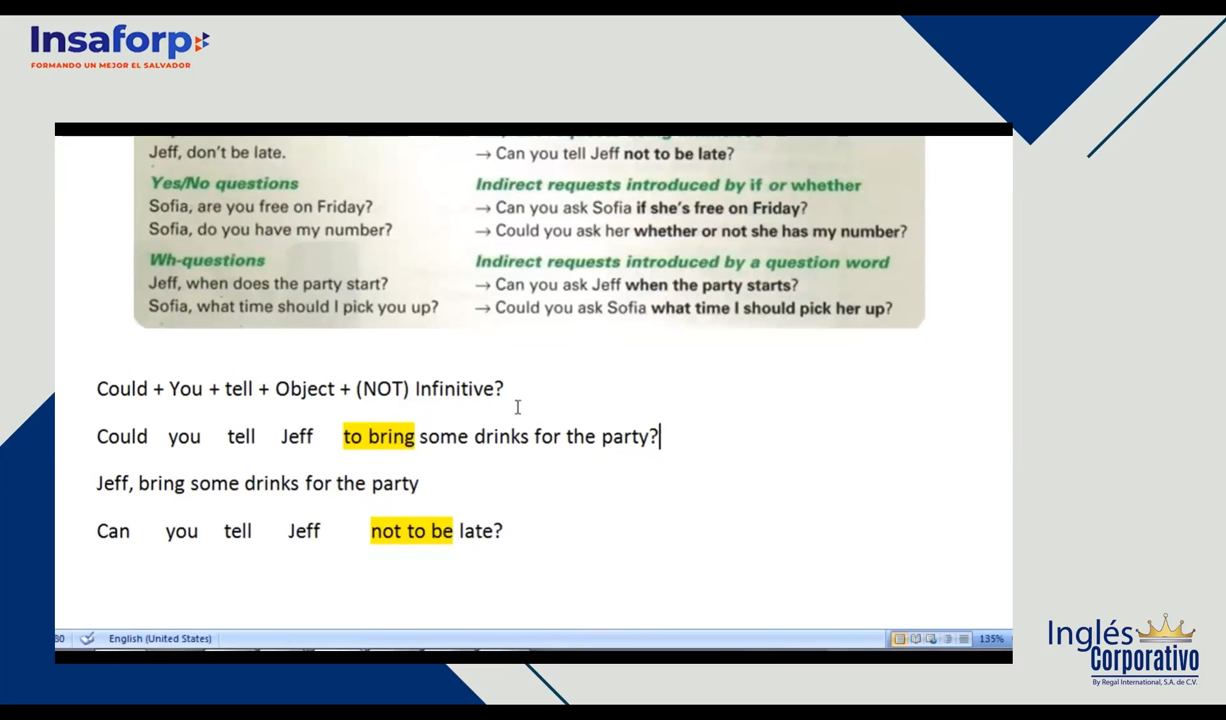 Insaforp
FORMANDO UN MEJOR EL SALVADOR
Jeff, don't be late.
→ Can you tell Jeff not to be late?
Yes/No questions
Indirect requests introduced by if or whether
Sofia, are you free on Friday?
→ Can you ask Sofia if she's free on Friday?
Sofia, do you have my number?
→ Could you ask her whether or not she has my number?
Wh-questions
Indirect requests introduced by a question word
Jeff, when does the party start?
→ Can you ask Jeff when the party starts?
Sofia, what time should I pick you up?
→ Could you ask Sofia what time I should pick her up?
Could + You + tell + Object + (NOT) Infinitive?
Could you tell Jeff to bring some drinks for the party?
Jeff, bring some drinks for the party
Can you tell Jeff not to be late?
80 English (United States) 135%
Inglés
Corporativo
By Regal International, S.A. de C.V.